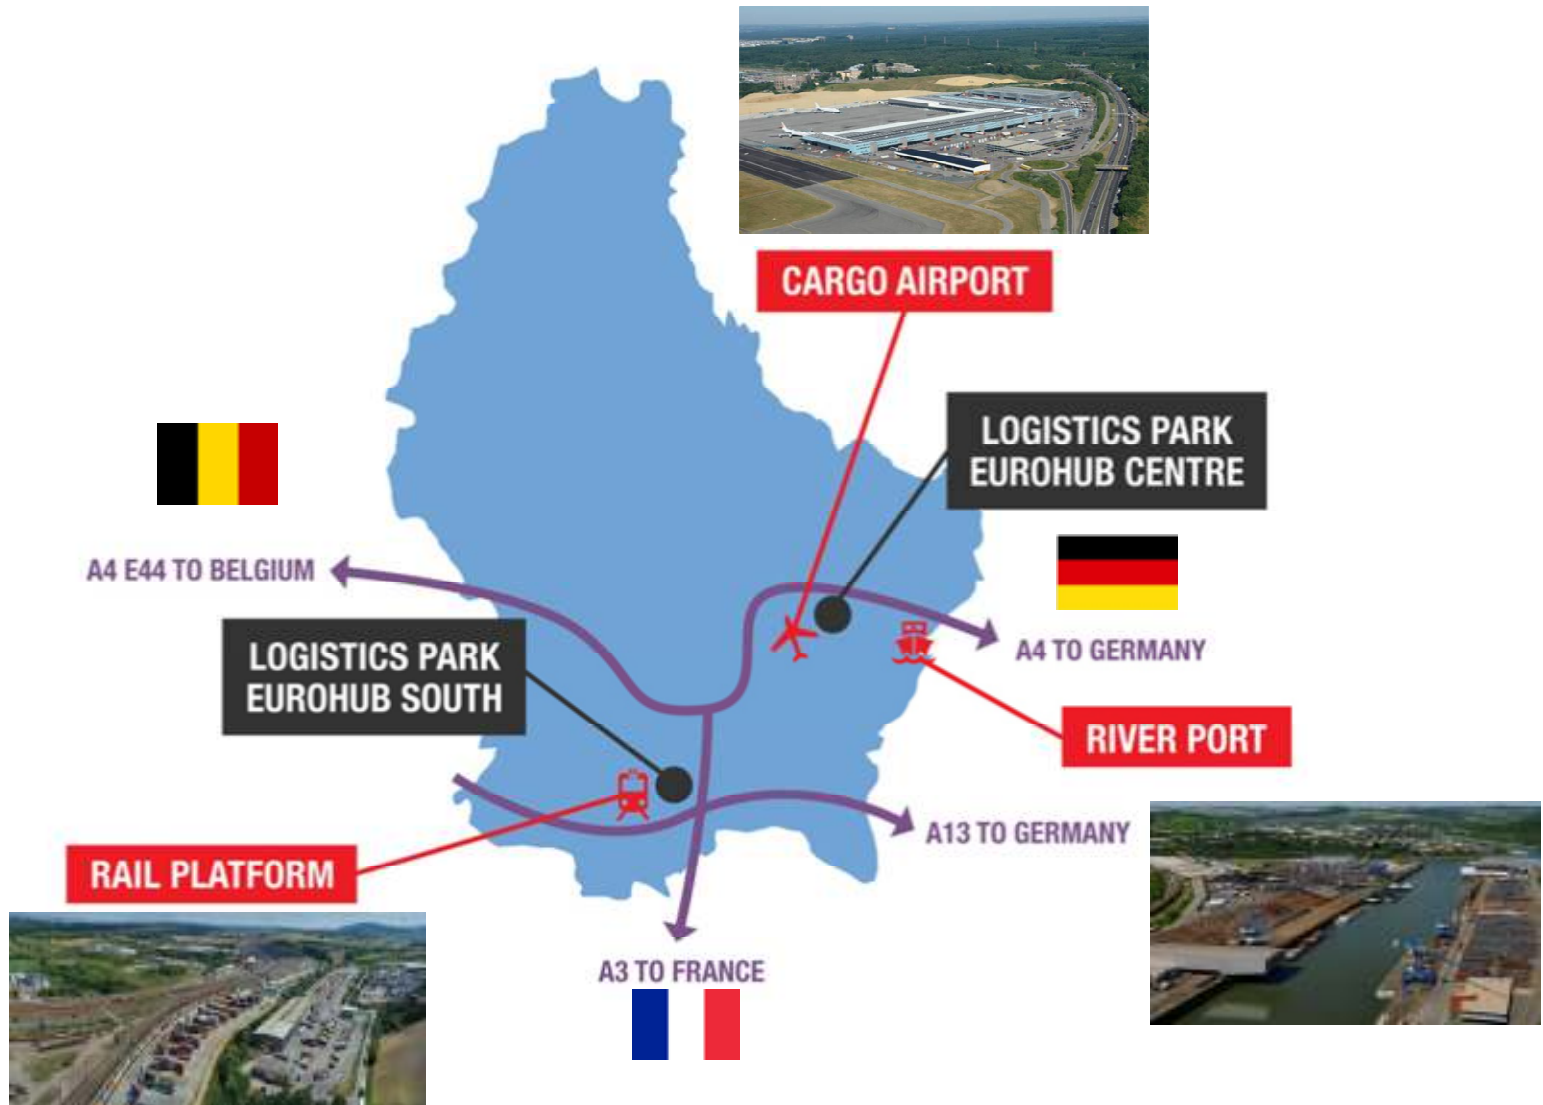 CARGO AIRPORT
LOGISTICS PARK
EUROHUB CENTRE
A4 E44 TO BELGIUM
LOGISTICS PARK
EUROHUB SOUTH
A4 TO GERMANY
RIVER PORT
A13 TO GERMANY
RAIL PLATFORM
A3 TO FRANCE